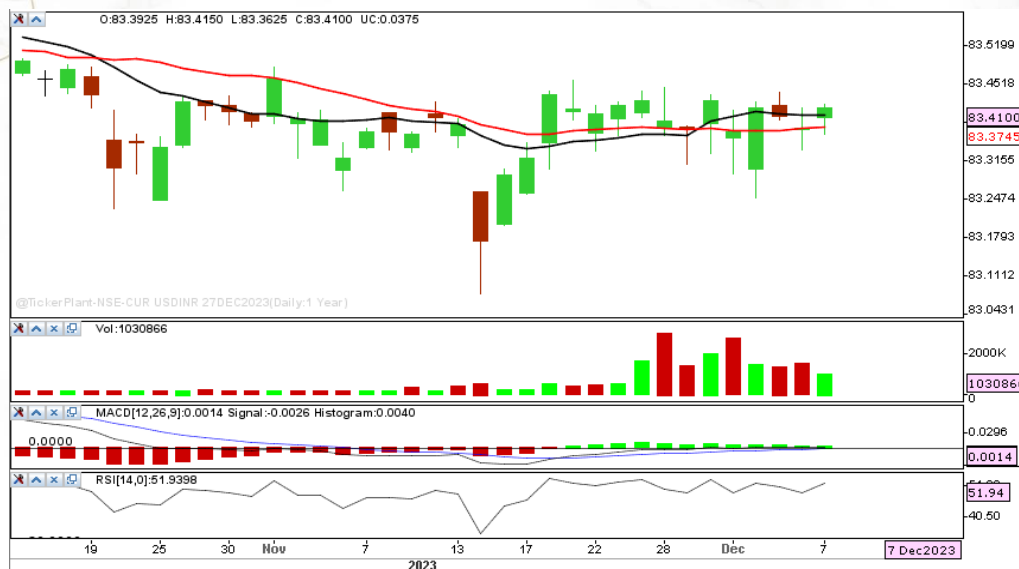 O:83.3925 H:83.4150 L:83.3625 C:83.4100 UC:0.0375
83.5199
83.4518
83.4100
83.3745
83.3155
83.2474
83.1793
83.1112
83.0431
@TickerPlant-NSE-CUR USDINR 27DEC2023(Daily:1 Year)
Vol:1030866
2000K
103086
0
MACD[12,26,9]:0.0014 Signal:-0.0026 Histogram:0.0040
0.0296
0.0000
0.0014
RSI[14,0]:51.9398
51.94
40.50
19 25 30 Nov 7 13 17 22 28 Dec 7
7 Dec2023
2023